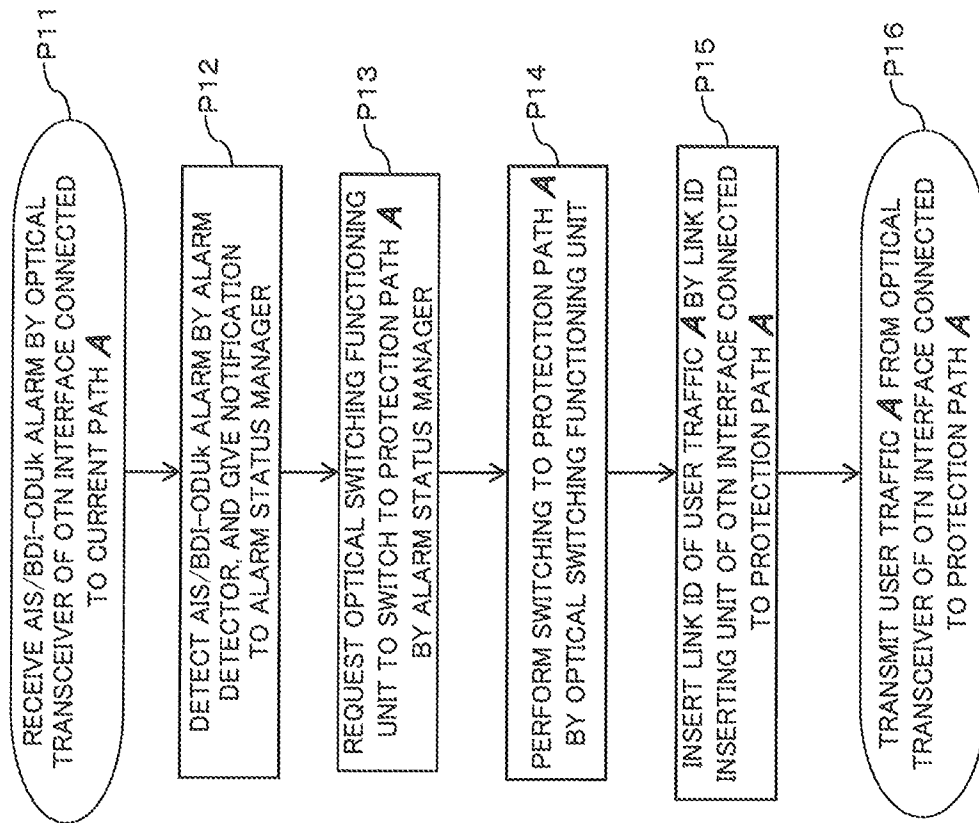 RECEIVE AIS/BDI-ODUk ALARM BY OPTICAL
TRANSCEIVER OF OTN INTERFACE CONNECTED
TO CURRENT PATH A
P11
DETECT AIS/BDI-ODUk ALARM BY ALARM
DETECTOR, AND GIVE NOTIFICATION
TO ALARM STATUS MANAGER
P12
REQUEST OPTICAL SWITCHING FUNCTIONING
UNIT TO SWITCH TO PROTECTION PATH A
BY ALARM STATUS MANAGER
P13
PERFORM SWITCHING TO PROTECTION PATH A
BY OPTICAL SWITCHING FUNCTIONING UNIT
P14
INSERT LINK ID OF USER TRAFFIC A BY LINK ID
INSERTING UNIT OF OTN INTERFACE CONNECTED
TO PROTECTION PATH A
P15
TRANSMIT USER TRAFFIC A FROM OPTICAL
TRANSCEIVER OF OTN INTERFACE CONNECTED
TO PROTECTION PATH A
P16